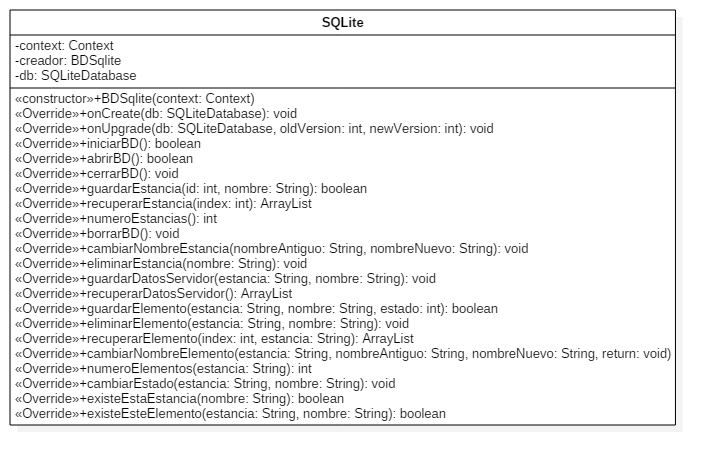 SQLite
-context: Context
-creador: BDSqlite
-db: SQLiteDatabase
«constructor»+BDSqlite(context: Context)
«Override»+onCreate(db: SQLiteDatabase): void
«Override»+onUpgrade(db: SQLiteDatabase, oldVersion: int, newVersion: int): void
«Override»+iniciarBD(): boolean
«Override»+abrirBD(): boolean
«Override»+cerrarBD(): void
«Override»+guardarEstancia(id: int, nombre: String): boolean
«Override»+recuperarEstancia(index: int): ArrayList
«Override»+numeroEstancias(): int
«Override»+borrarBD(): void
«Override»+cambiarNombreEstancia(nombreAntiguo: String, nombreNuevo: String): void
«Override»+eliminarEstancia(nombre: String): void
«Override»+guardarDatosServidor(estancia: String, nombre: String): void
«Override»+recuperarDatosServidor(): ArrayList
«Override»+guardarElemento(estancia: String, nombre: String, estado: int): boolean
«Override»+eliminarElemento(estancia: String, nombre: String): void
«Override»+recuperarElemento(index: int, estancia: String): ArrayList
«Override»+cambiarNombreElemento(estancia: String, nombreAntiguo: String, nombreNuevo: String, return: void)
«Override»+numeroElementos(estancia: String): int
«Override»+cambiarEstado(estancia: String, nombre: String): void
«Override»+existeEstaEstancia(nombre: String): boolean
«Override»+existeEsteElemento(estancia: String, nombre: String): boolean